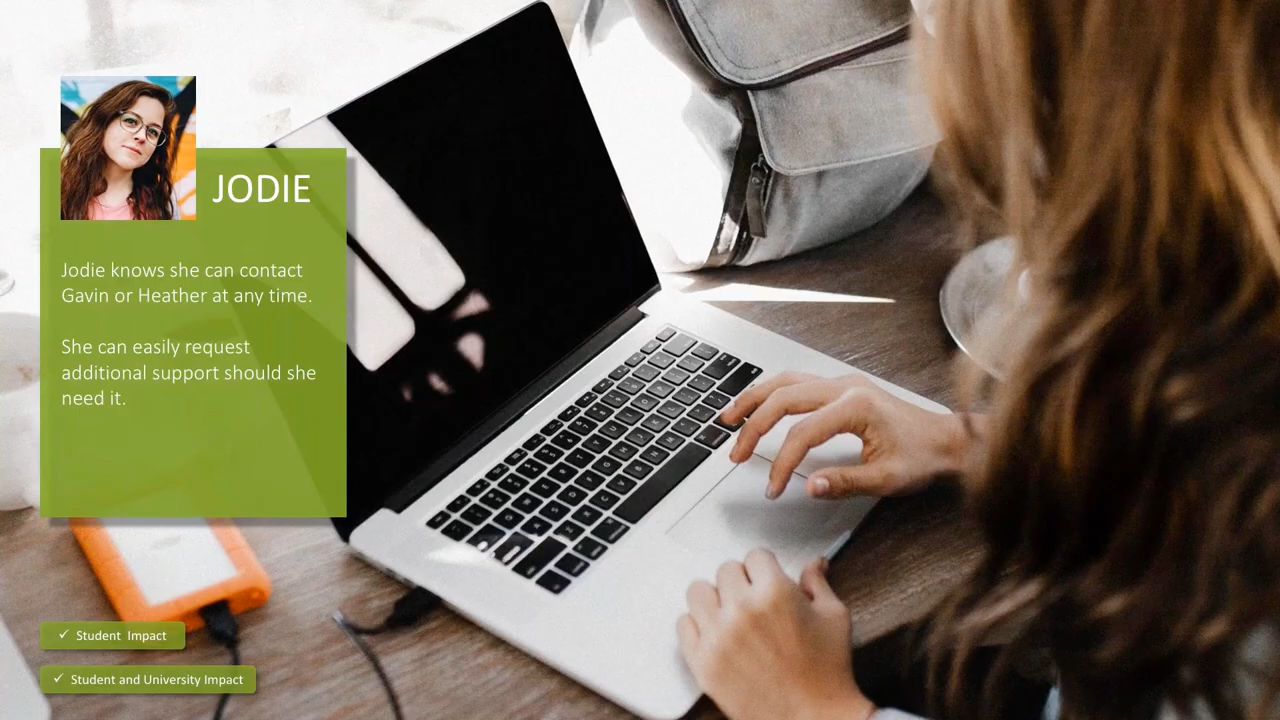 JODIE
Jodie knows she can contact
Gavin or Heather at any time.
She can easily request
additional support should she
need it.
✓ Student Impact
✓ Student and University Impact